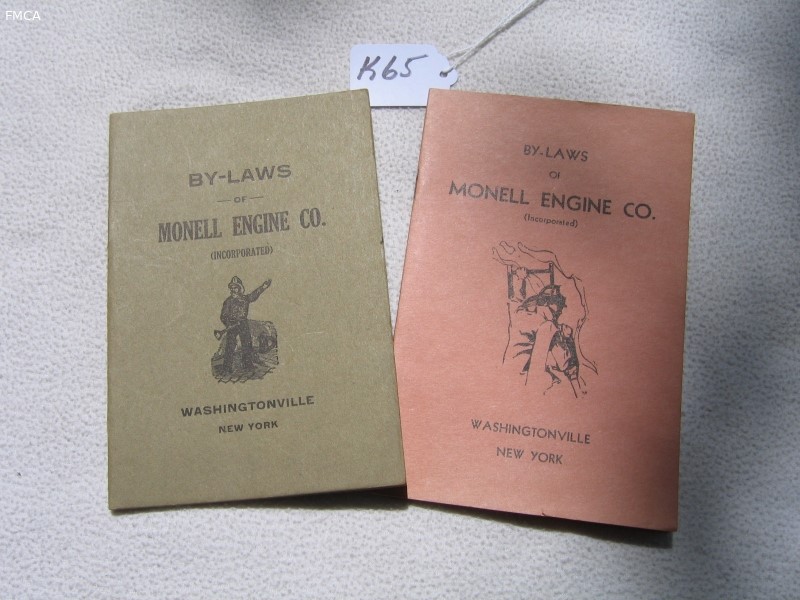 FMCA
K65
BY-LAWS
— OF —
MONELL ENGINE CO.
(INCORPORATED)
WASHINGTONVILLE
NEW YORK
BY-LAWS
of
MONELL ENGINE CO.
(Incorporated)
WASHINGTONVILLE
NEW YORK